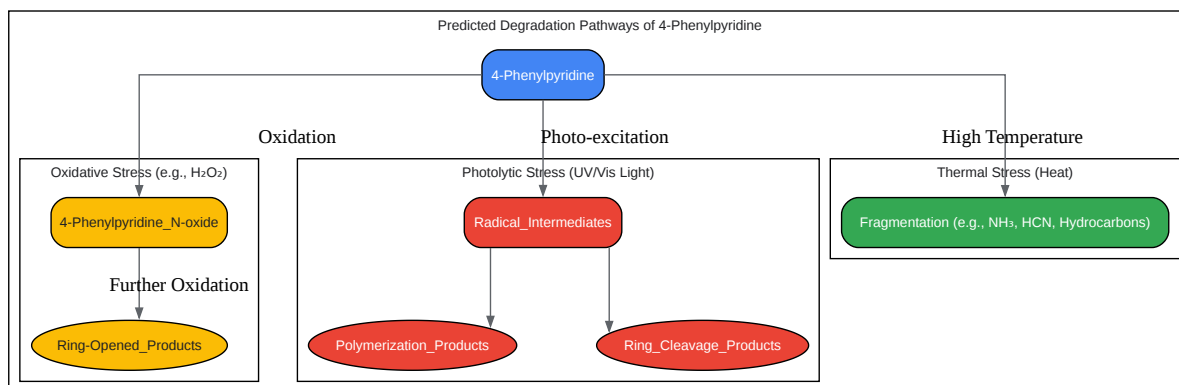 Predicted Degradation Pathways of 4-Phenylpyridine
4-Phenylpyridine
Oxidation
Photo-excitation
High Temperature
Oxidative Stress (e.g., H₂O₂)
Photolytic Stress (UV/Vis Light)
Thermal Stress (Heat)
4-Phenylpyridine_N-oxide
Radical_Intermediates
Fragmentation (e.g., NH₃, HCN, Hydrocarbons)
Further Oxidation
Ring-Opened_Products
Polymerization_Products
Ring_Cleavage_Products